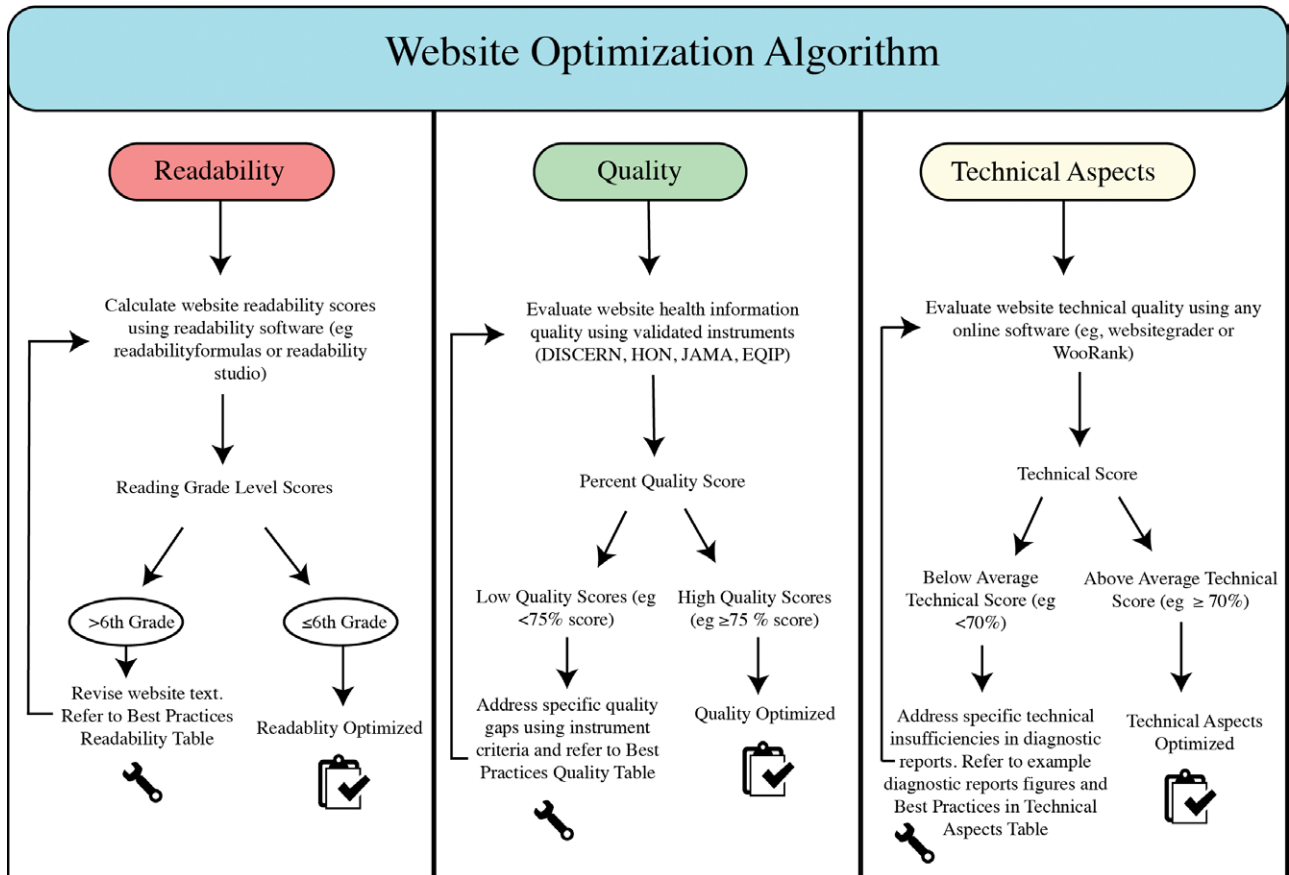 Website Optimization Algorithm
Readability
Calculate website readability scores
using readability software (eg
readabilityformulas or readability
studio)
Reading Grade Level Scores
>6th Grade
≤6th Grade
Revise website text.
Refer to Best Practices
Readability Table
Readablity Optimized
Quality
Evaluate website health information
quality using validated instruments
(DISCERN, HON, JAMA, EQIP)
Percent Quality Score
Low Quality Scores (eg
<75% score)
High Quality Scores
(eg ≥75 % score)
Address specific quality
gaps using instrument
criteria and refer to Best
Practices Quality Table
Quality Optimized
Technical Aspects
Evaluate website technical quality using any
online software (eg, websitegrader or
WooRank)
Technical Score
Below Average
Technical Score (eg
<70%)
Above Average Technical
Score (eg ≥ 70%)
Address specific technical
insufficiencies in diagnostic
reports. Refer to example
diagnostic reports figures and
Best Practices in Technical
Aspects Table
Technical Aspects
Optimized